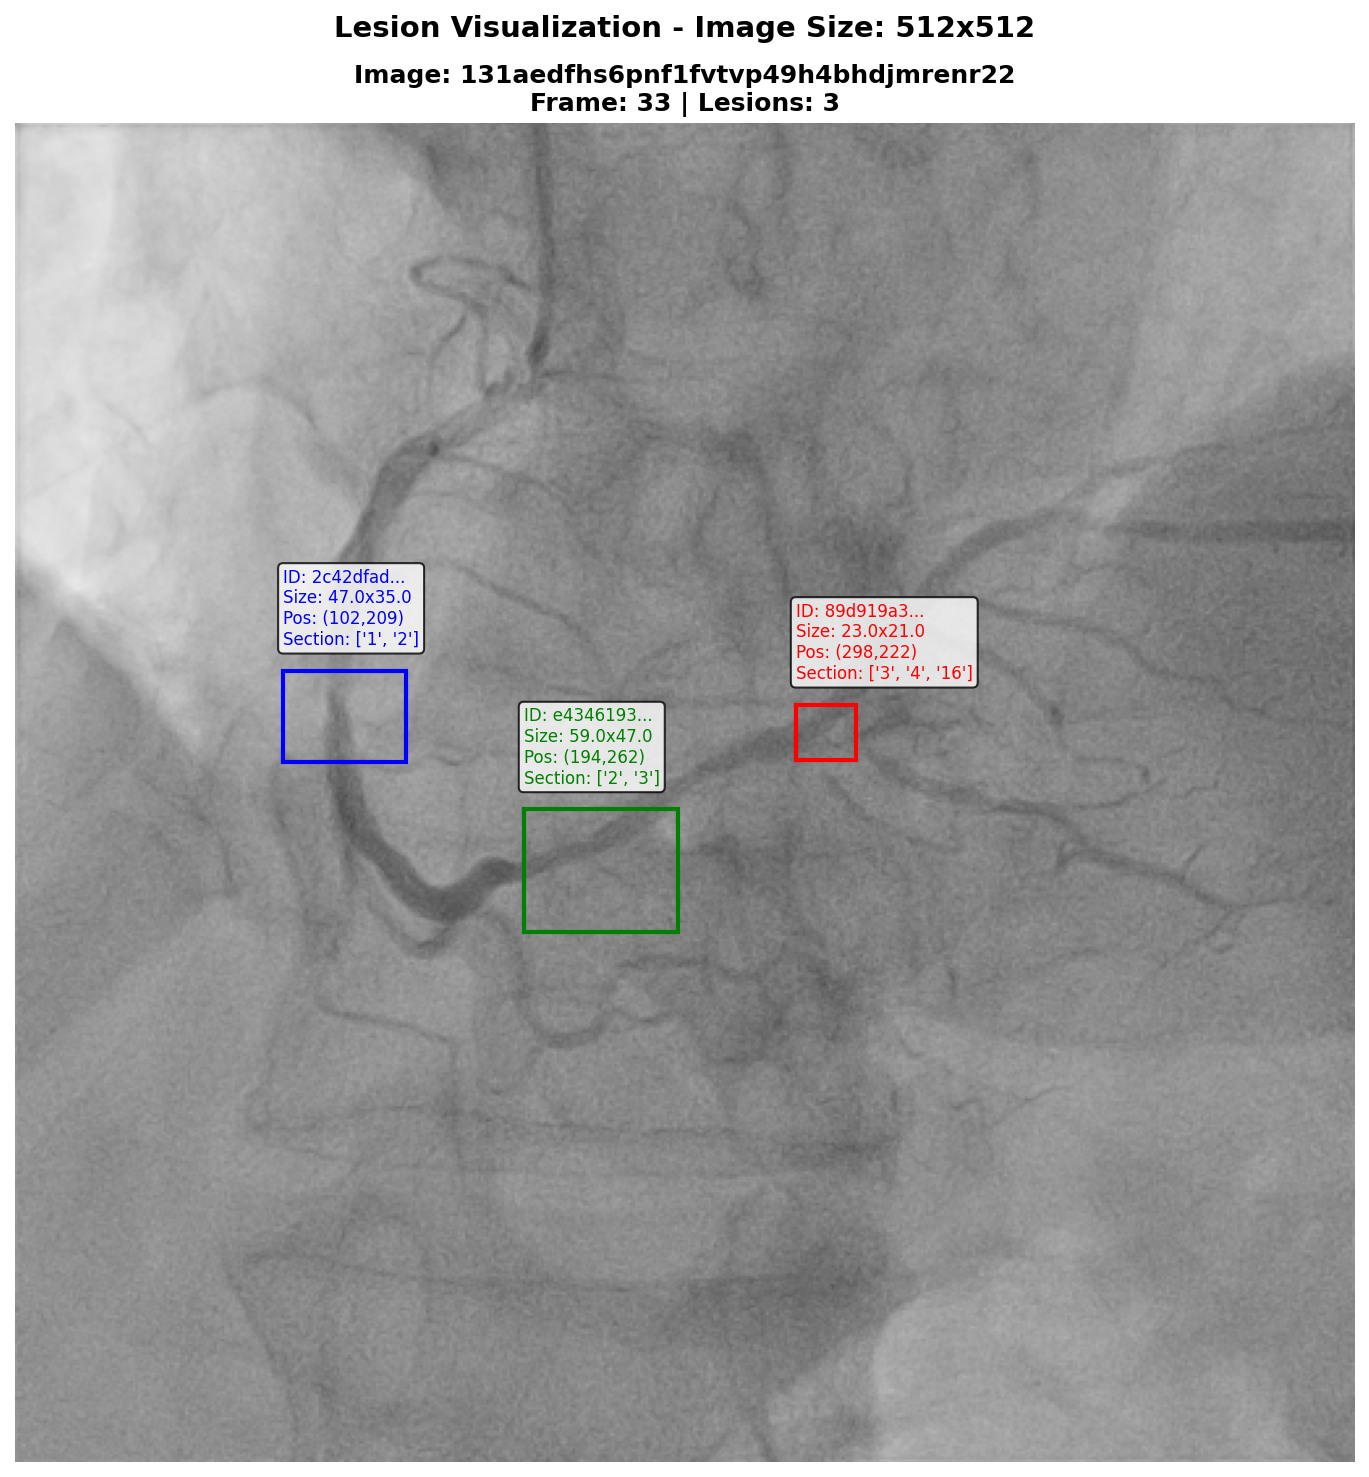 Lesion Visualization - Image Size: 512x512
Image: 131aedfhs6pnf1fvtvp49h4bhdjmrenr22
Frame: 33 | Lesions: 3
ID: 2c42dfad...
Size: 47.0x35.0
Pos: (102,209)
Section: ['1', '2']
ID: 89d919a3...
Size: 23.0x21.0
Pos: (298,222)
Section: ['3', '4', '16']
ID: e4346193...
Size: 59.0x47.0
Pos: (194,262)
Section: ['2', '3']